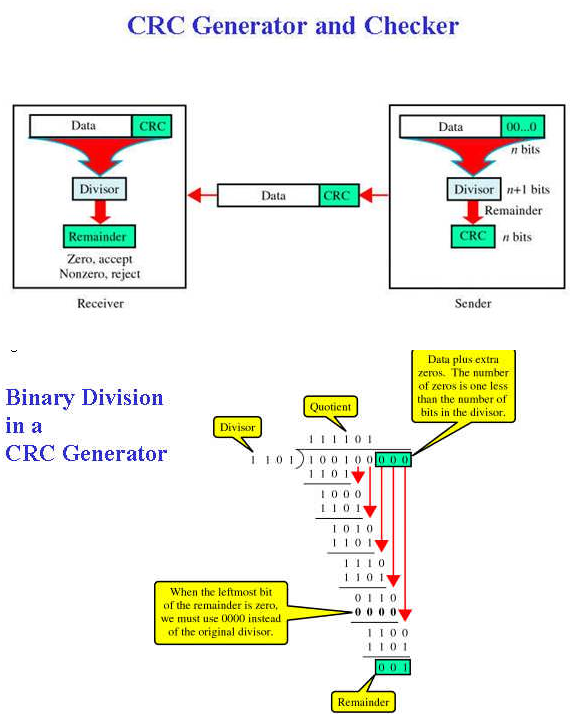 CRC Generator and Checker
Data CRC
Divisor
Remainder
Zero, accept
Nonzero, reject
Receiver
Data CRC
Data 00...0
n bits
Divisor n+1 bits
Remainder
CRC n bits
Sender
Binary Division
in a
CRC Generator
Data plus extra
zeros. The number
of zeros is one less
than the number of
bits in the divisor.
Quotient
Divisor
1 1 1 1 0 1
1 1 0 1 ) 1 0 0 1 0 0 0 0 0
1 1 0 1
1 0 0 0
1 1 0 1
1 0 1 0
1 1 0 1
1 1 1 0
1 1 0 1
0 1 1 0
0 0 0 0
1 1 0 0
1 1 0 1
0 0 1
When the leftmost bit
of the remainder is zero,
we must use 0000 instead
of the original divisor.
Remainder